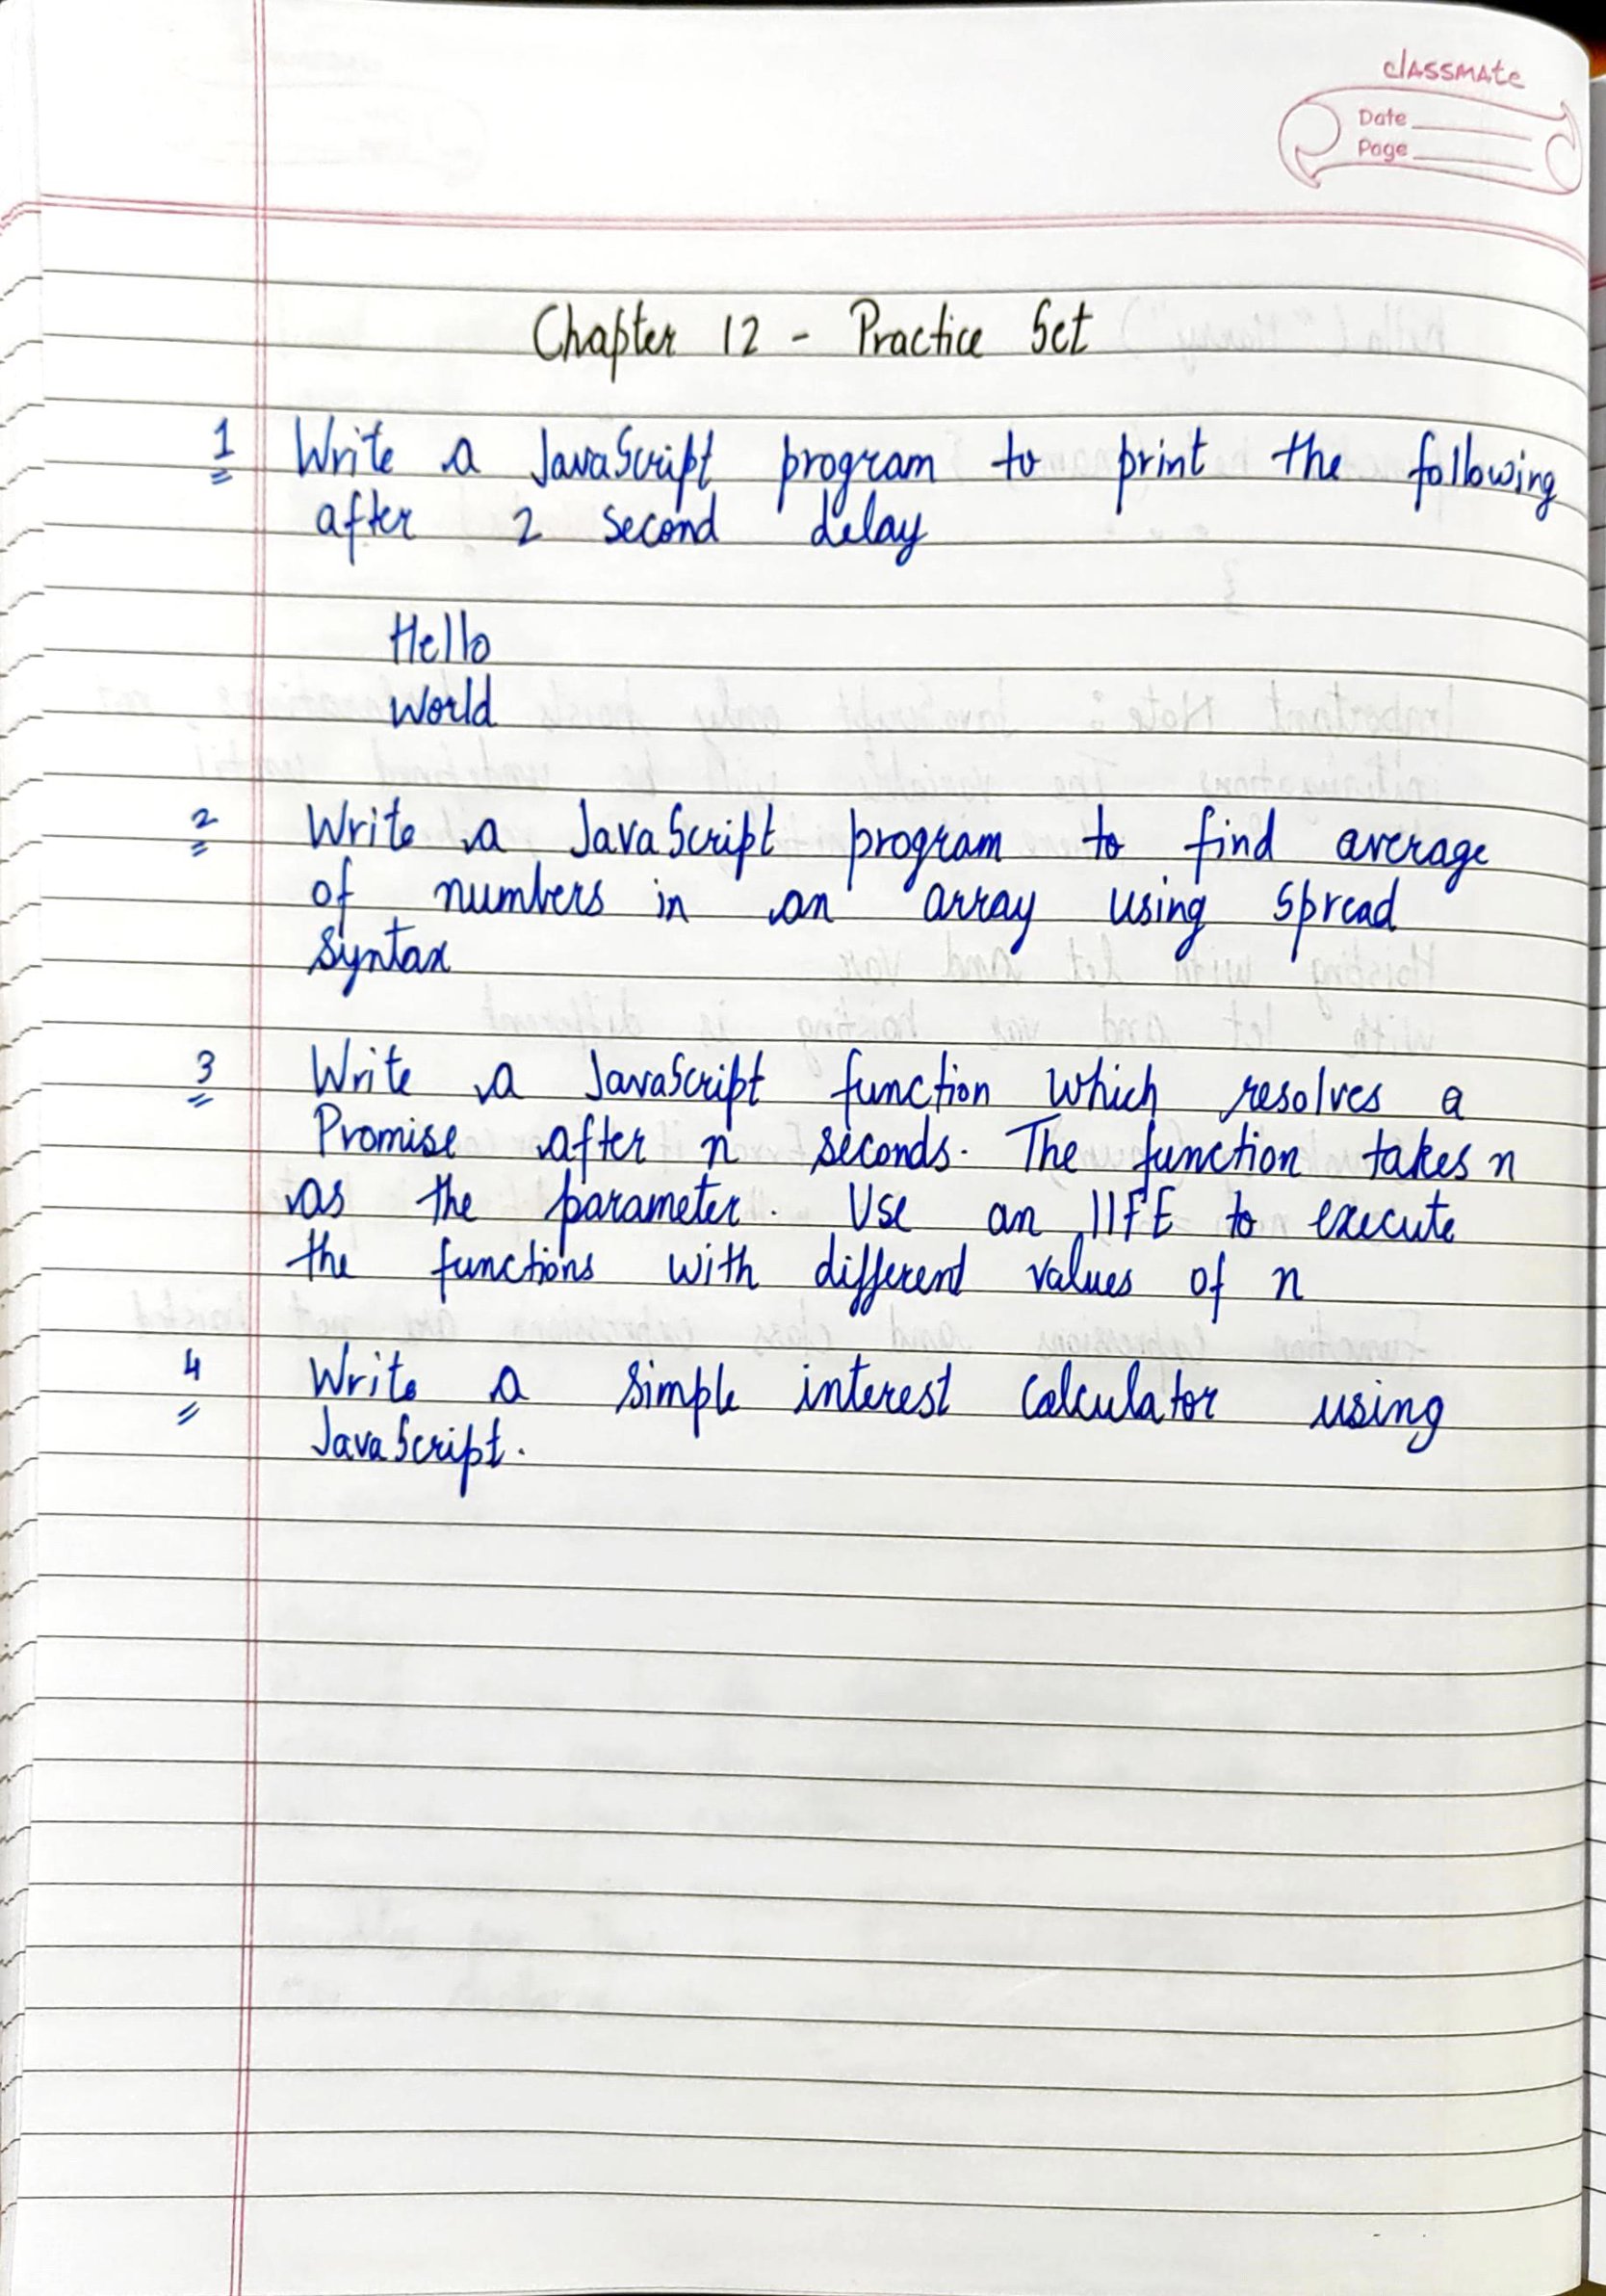 classmate
Date
Page
Chapter 12 - Practice Set
1 Write a JavaScript program to print the following
after 2 second delay
Hello
World
2 Write a JavaScript program to find average
of numbers in an array using spread
syntax
3 Write a JavaScript function which resolves a
Promise after n seconds. The function takes n
as the parameter. Use an IIFE to execute
the functions with different values of n
4 Write a simple interest calculator using
JavaScript.